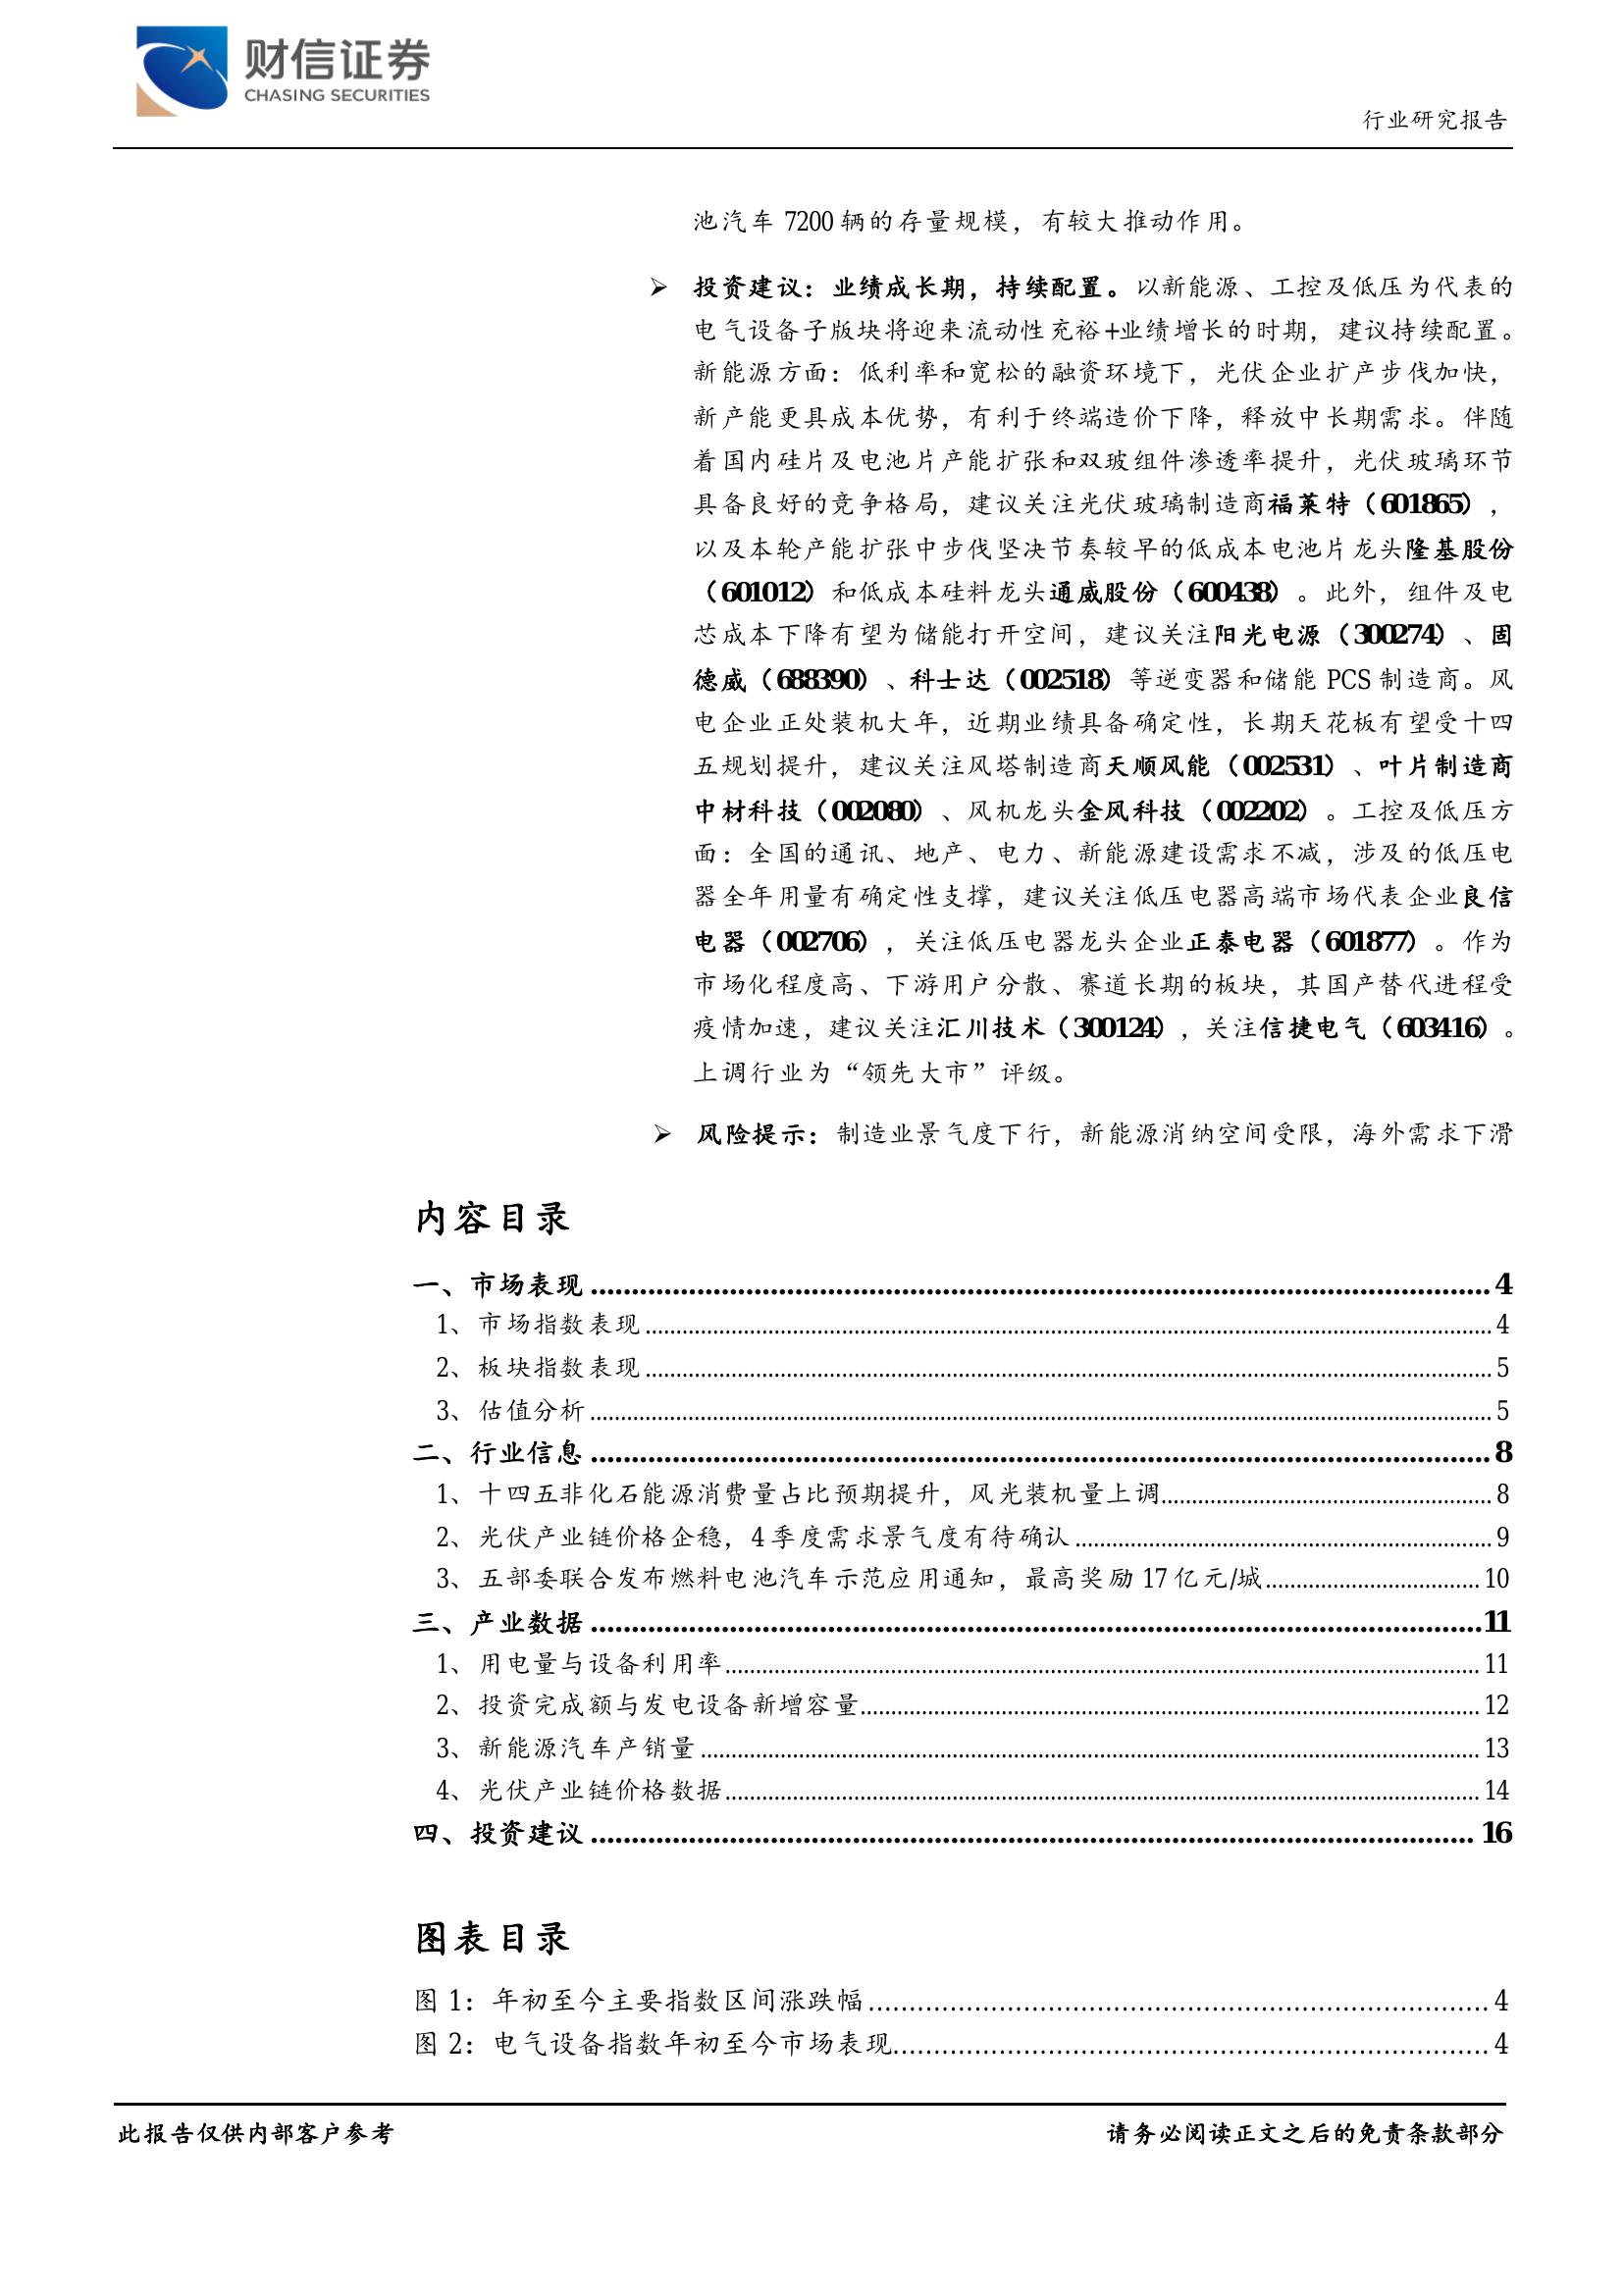 财信证券
CHASING SECURITIES
行业研究报告
池汽车 7200 辆的存量规模，有较大推动作用。
➢ 投资建议：业绩成长期，持续配置。以新能源、工控及低压为代表的
电气设备子版块将迎来流动性充裕+业绩增长的时期，建议持续配置。
新能源方面：低利率和宽松的融资环境下，光伏企业扩产步伐加快，
新产能更具成本优势，有利于终端造价下降，释放中长期需求。伴随
着国内硅片及电池片产能扩张和双玻组件渗透率提升，光伏玻璃环节
具备良好的竞争格局，建议关注光伏玻璃制造商福莱特（601865），
以及本轮产能扩张中步伐坚决节奏较早的低成本电池片龙头隆基股份
（601012）和低成本硅料龙头通威股份（600438）。此外，组件及电
芯成本下降有望为储能打开空间，建议关注阳光电源（300274）、固
德威（688390）、科士达（002518）等逆变器和储能 PCS 制造商。风
电企业正处装机大年，近期业绩具备确定性，长期天花板有望受十四
五规划提升，建议关注风塔制造商天顺风能（002531）、叶片制造商
中材科技（002080）、风机龙头金风科技（002202）。工控及低压方
面：全国的通讯、地产、电力、新能源建设需求不减，涉及的低压电
器全年用量有确定性支撑，建议关注低压电器高端市场代表企业良信
电器（002706），关注低压电器龙头企业正泰电器（601877）。作为
市场化程度高、下游用户分散、赛道长期的板块，其国产替代进程受
疫情加速，建议关注汇川技术（300124），关注信捷电气（603416）。
上调行业为“领先大市”评级。
➢ 风险提示：制造业景气度下行，新能源消纳空间受限，海外需求下滑
内容目录
一、市场表现 ........................................ 4
1、市场指数表现 ........................................ 4
2、板块指数表现 ........................................ 5
3、估值分析 ........................................ 5
二、行业信息 ........................................ 8
1、十四五非化石能源消费量占比预期提升，风光装机量上调........................................ 8
2、光伏产业链价格企稳，4 季度需求景气度有待确认 ........................................ 9
3、五部委联合发布燃料电池汽车示范应用通知，最高奖励 17 亿元/城........................................ 10
三、产业数据 ........................................ 11
1、用电量与设备利用率........................................ 11
2、投资完成额与发电设备新增容量........................................ 12
3、新能源汽车产销量 ........................................ 13
4、光伏产业链价格数据........................................ 14
四、投资建议 ........................................ 16
图表目录
图 1：年初至今主要指数区间涨跌幅........................................ 4
图 2：电气设备指数年初至今市场表现........................................ 4
此报告仅供内部客户参考
请务必阅读正文之后的免责条款部分